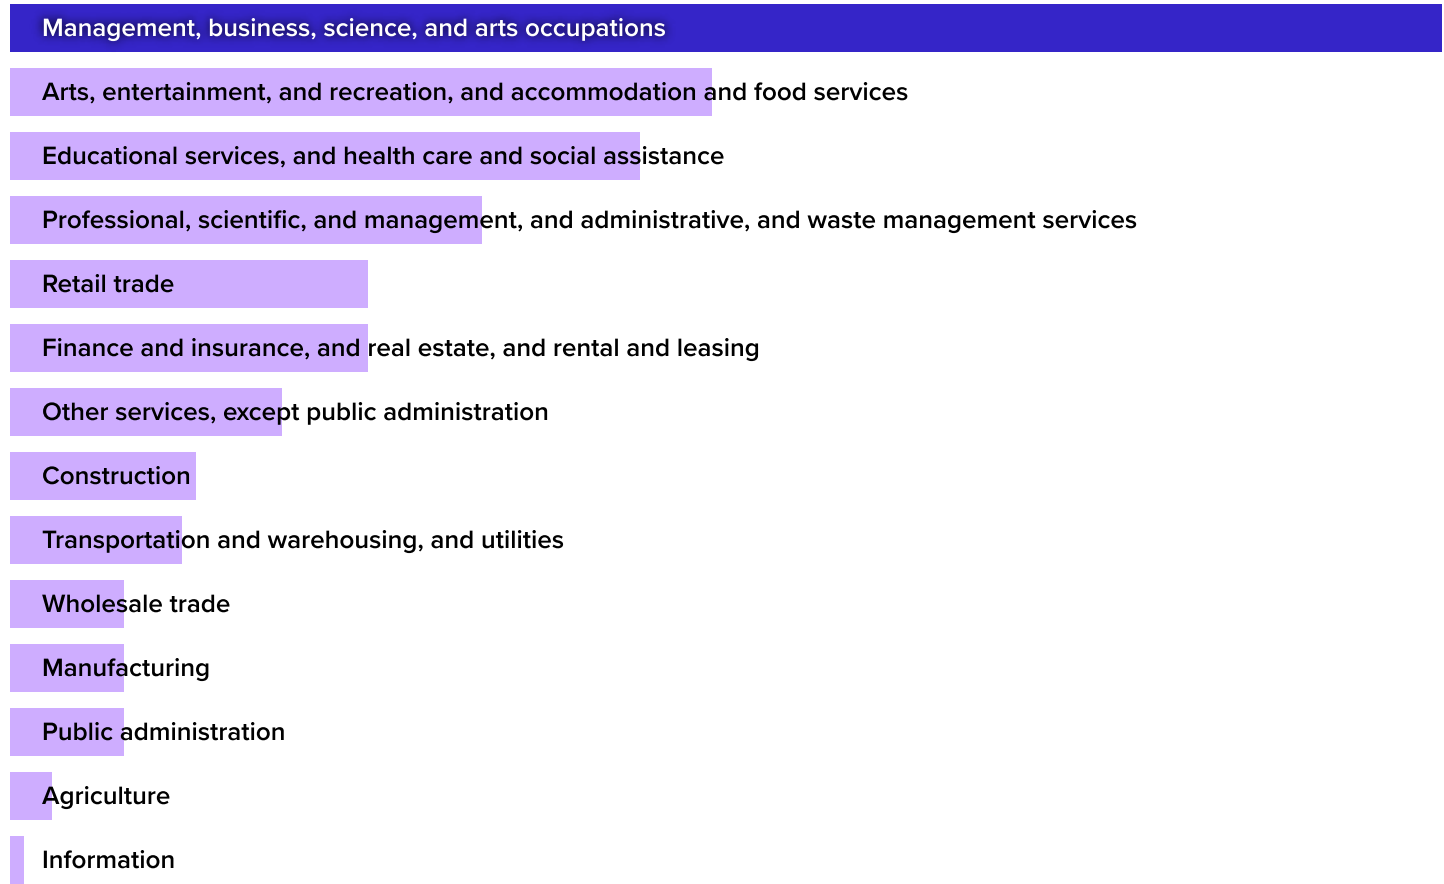 Management, business, science, and arts occupations
Arts, entertainment, and recreation, and accommodation and food services
Educational services, and health care and social assistance
Professional, scientific, and management, and administrative, and waste management services
Retail trade
Finance and insurance, and real estate, and rental and leasing
Other services, except public administration
Construction
Transportation and warehousing, and utilities
Wholesale trade
Manufacturing
Public administration
Agriculture
Information